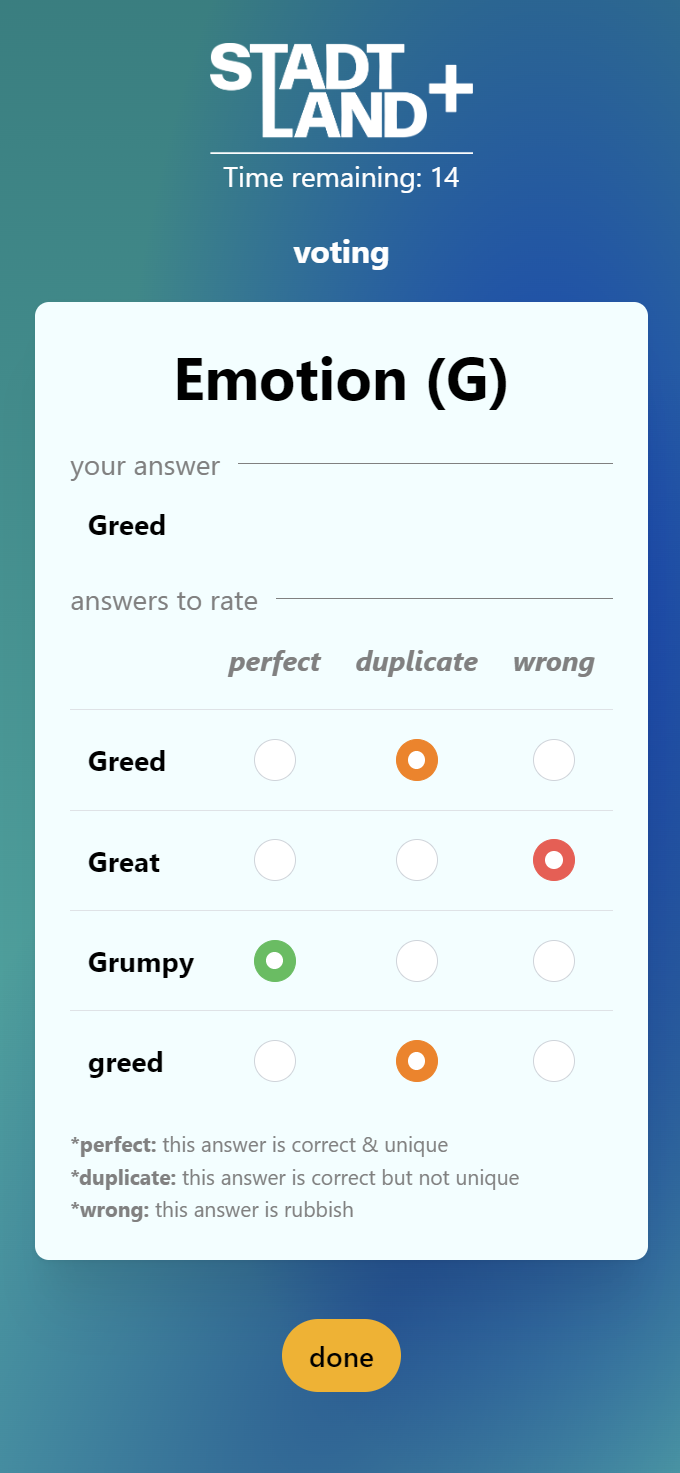 STADT
LAND+
Time remaining: 14
voting
Emotion (G)
your answer
Greed
answers to rate
perfect duplicate wrong
Greed
Great
Grumpy
greed
*perfect: this answer is correct & unique
*duplicate: this answer is correct but not unique
*wrong: this answer is rubbish
done